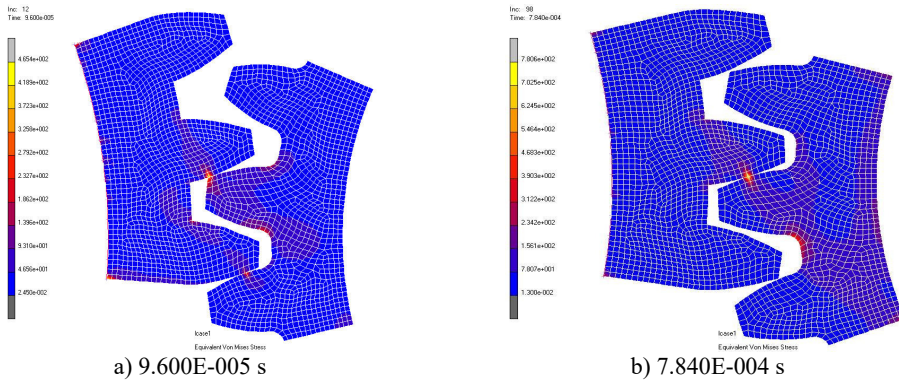 Inc: 12
Time: 9.600e-005
4.654e+002
4.189e+002
3.723e+002
3.258e+002
2.792e+002
2.327e+002
1.862e+002
1.396e+002
9.310e+001
4.656e+001
2.450e-002
lcase1
Equivalent Von Mises Stress
a) 9.600E-005 s
Inc: 98
Time: 7.840e-004
7.806e+002
7.025e+002
6.245e+002
5.464e+002
4.683e+002
3.903e+002
3.122e+002
2.342e+002
1.561e+002
7.807e+001
1.300e-002
lcase1
Equivalent Von Mises Stress
b) 7.840E-004 s